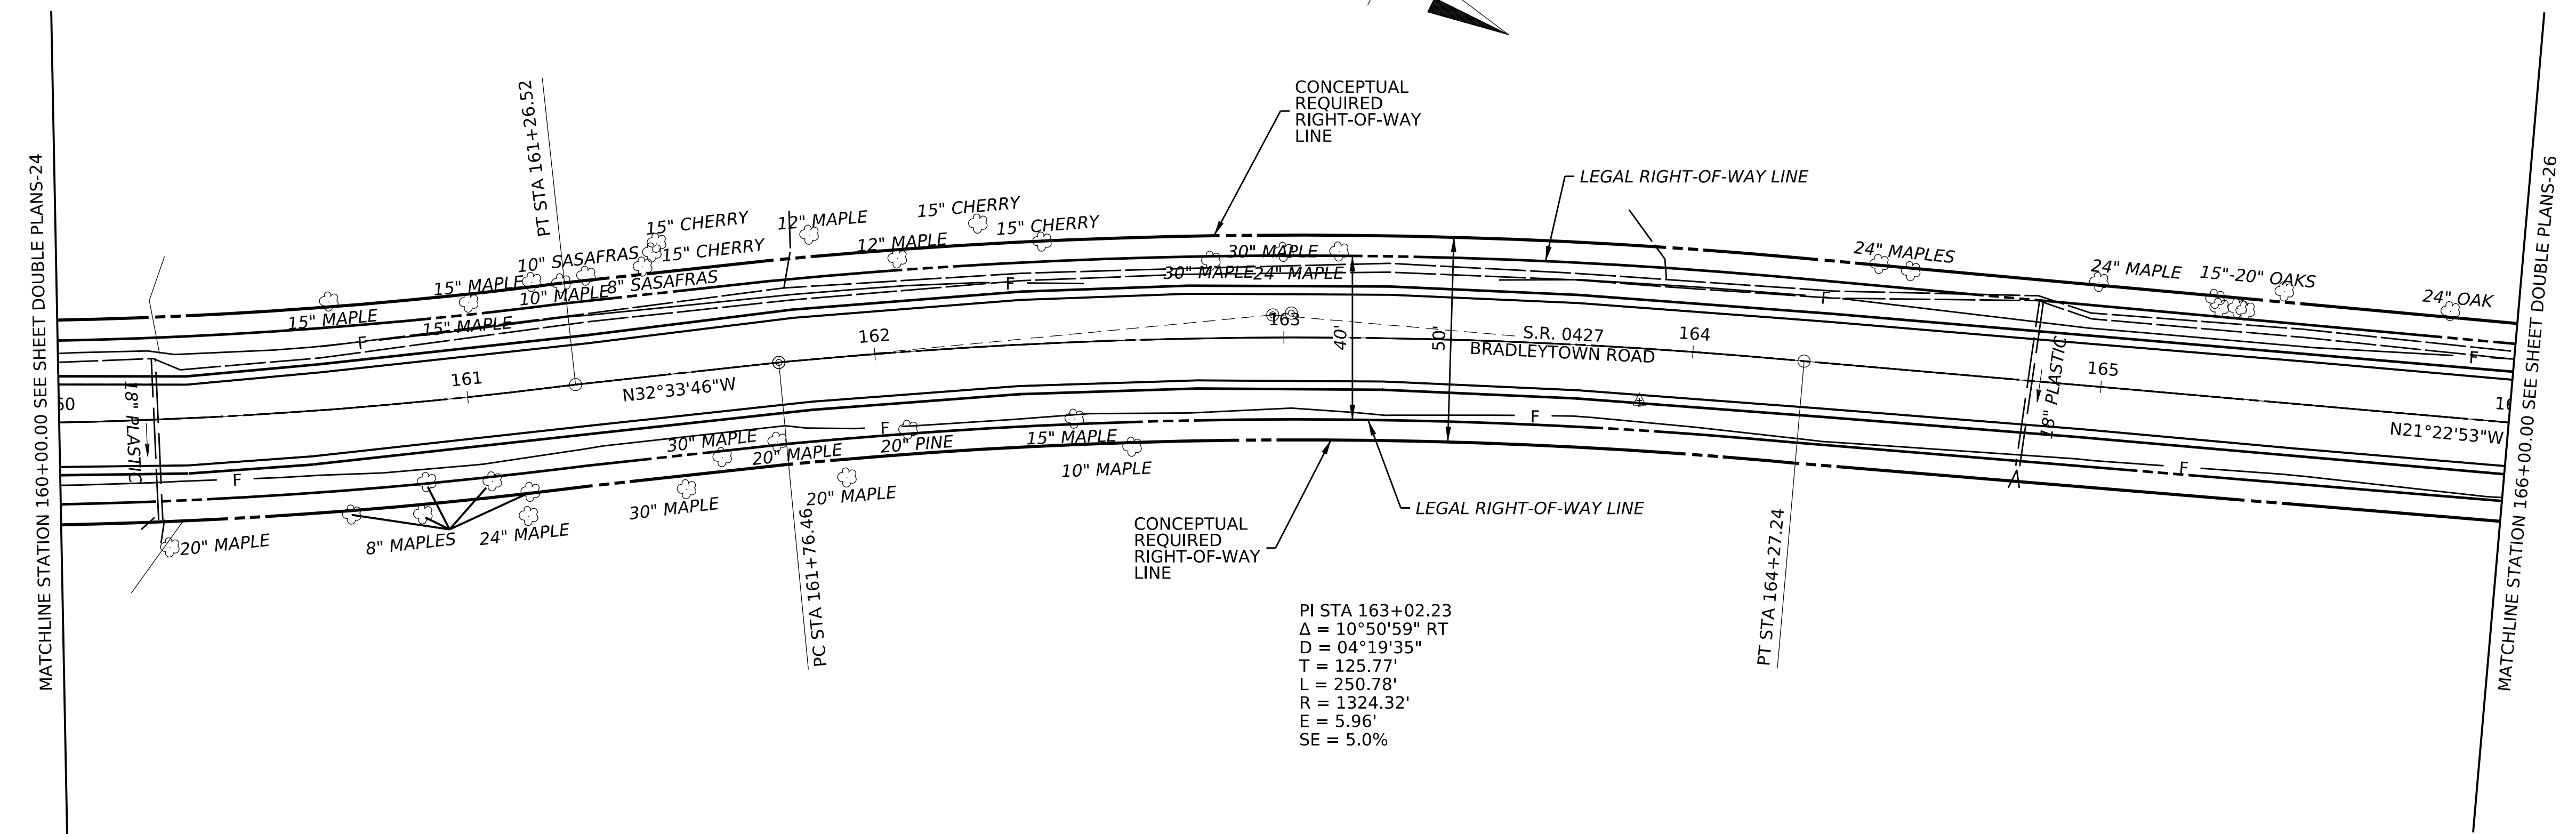 MATCHLINE STATION 160+00.00 SEE SHEET DOUBLE PLANS-24
PT STA 161+26.52
CONCEPTUAL
REQUIRED
RIGHT-OF-WAY
LINE
LEGAL RIGHT-OF-WAY LINE
15" CHERRY
12" MAPLE
15" CHERRY
15" CHERRY
10" SASAFRAS
15" CHERRY
12" MAPLE
30" MAPLE
24" MAPLES
24" MAPLE
15"-20" OAKS
24" OAK
15" MAPLE
10" MAPLE
8" SASAFRAS
30" MAPLE
24" MAPLE
15" MAPLE
15" MAPLE
F
F
F
F
60
18" PLASTIC
161
N32°33'46"W
162
163
40'
50'
S.R. 0427
BRADLEYTOWN ROAD
164
18" PLASTIC
165
16
N21°22'53"W
F
F
F
F
30" MAPLE
20" MAPLE
20" PINE
15" MAPLE
10" MAPLE
20" MAPLE
8" MAPLES
24" MAPLE
30" MAPLE
20" MAPLE
PC STA 161+76.46
CONCEPTUAL
REQUIRED
RIGHT-OF-WAY
LINE
LEGAL RIGHT-OF-WAY LINE
PT STA 164+27.24
PI STA 163+02.23
Δ = 10°50'59" RT
D = 04°19'35"
T = 125.77'
L = 250.78'
R = 1324.32'
E = 5.96'
SE = 5.0%
MATCHLINE STATION 166+00.00 SEE SHEET DOUBLE PLANS-26